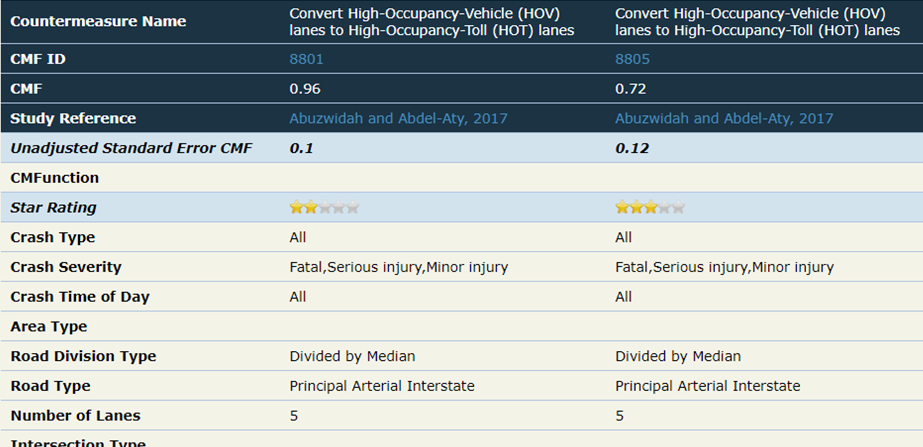 Countermeasure Name
Convert High-Occupancy-Vehicle (HOV)
lanes to High-Occupancy-Toll (HOT) lanes
Convert High-Occupancy-Vehicle (HOV)
lanes to High-Occupancy-Toll (HOT) lanes
CMF ID 8801 8805
CMF 0.96 0.72
Study Reference Abuzwidah and Abdel-Aty, 2017 Abuzwidah and Abdel-Aty, 2017
Unadjusted Standard Error CMF 0.1 0.12
CMFunction
Star Rating
Crash Type All All
Crash Severity Fatal,Serious injury,Minor injury Fatal,Serious injury,Minor injury
Crash Time of Day All All
Area Type
Road Division Type Divided by Median Divided by Median
Road Type Principal Arterial Interstate Principal Arterial Interstate
Number of Lanes 5 5
Intersection Type